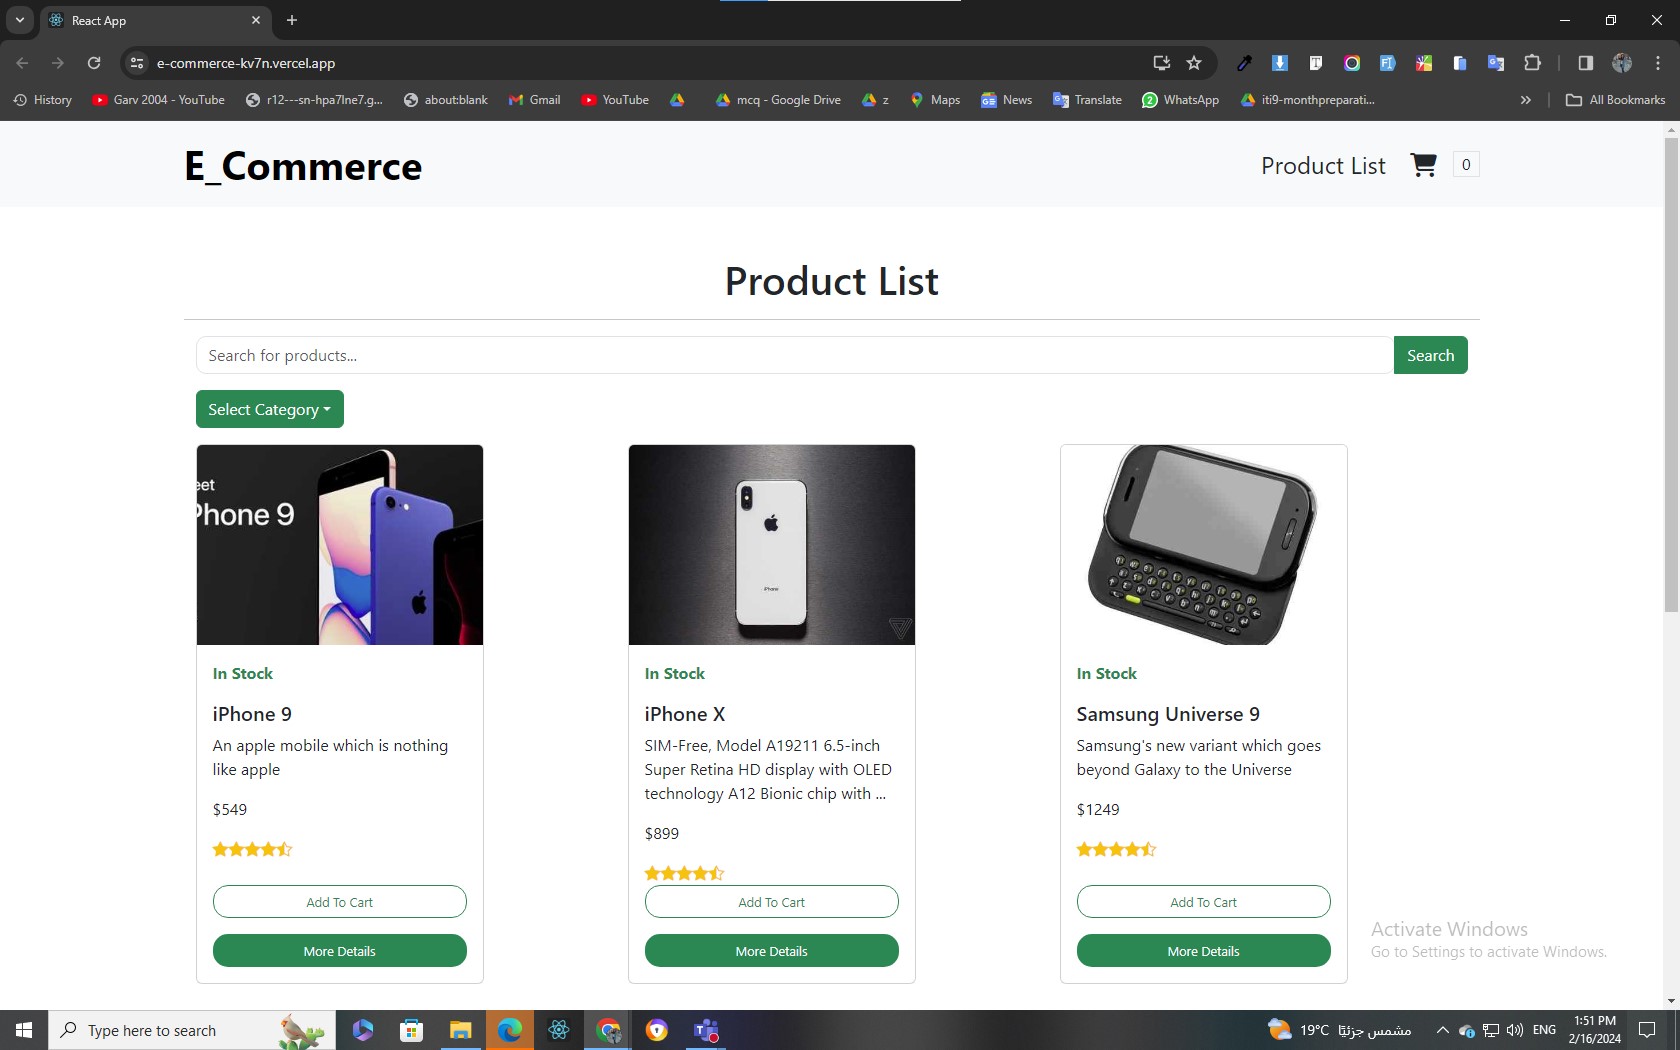 React App
e-commerce-kv7n.vercel.app
History
Garv 2004 - YouTube
r12---sn-hpa7lne7.g...
about:blank
Gmail
YouTube
mcq - Google Drive
z
Maps
News
Translate
WhatsApp
iti9-monthpreparati...
All Bookmarks
E_Commerce
Product List
0
Product List
Search for products...
Search
Select Category
eet
Phone 9
In Stock
iPhone 9
An apple mobile which is nothing
like apple
$549
Add To Cart
More Details
iPhone
In Stock
iPhone X
SIM-Free, Model A19211 6.5-inch
Super Retina HD display with OLED
technology A12 Bionic chip with ...
$899
Add To Cart
More Details
In Stock
Samsung Universe 9
Samsung's new variant which goes
beyond Galaxy to the Universe
$1249
Add To Cart
More Details
Activate Windows
Go to Settings to activate Windows.
Type here to search
19°C مشمس جزئيًا
ENG
1:51 PM
2/16/2024